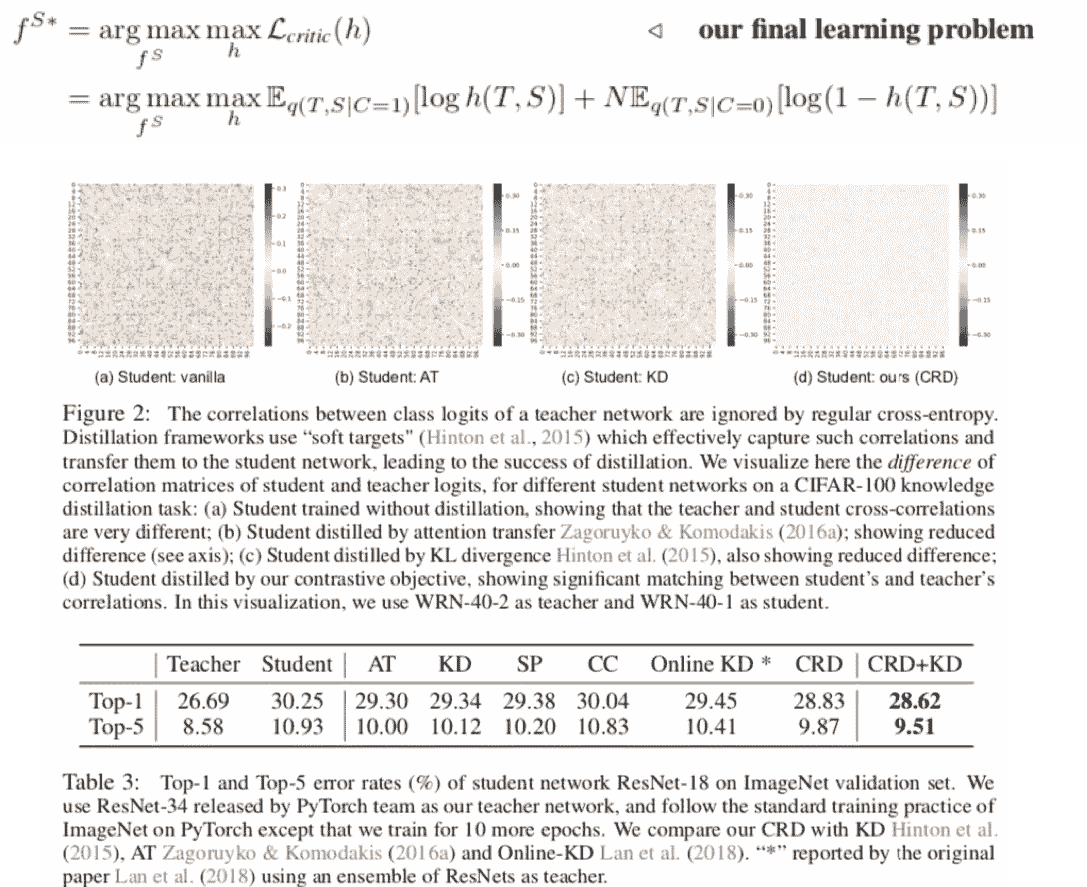 f^{S*} = arg max_{f^S} max_h L_{critic}(h) ◁ our final learning problem
= arg max_{f^S} max_h E_{q(T,S|C=1)}[log h(T, S)] + N E_{q(T,S|C=0)}[log(1 − h(T, S))]
(a) Student: vanilla (b) Student: AT (c) Student: KD (d) Student: ours (CRD)
Figure 2: The correlations between class logits of a teacher network are ignored by regular cross-entropy.
Distillation frameworks use “soft targets” (Hinton et al., 2015) which effectively capture such correlations and
transfer them to the student network, leading to the success of distillation. We visualize here the difference of
correlation matrices of student and teacher logits, for different student networks on a CIFAR-100 knowledge
distillation task: (a) Student trained without distillation, showing that the teacher and student cross-correlations
are very different; (b) Student distilled by attention transfer Zagoruyko & Komodakis (2016a); showing reduced
difference (see axis); (c) Student distilled by KL divergence Hinton et al. (2015), also showing reduced difference;
(d) Student distilled by our contrastive objective, showing significant matching between student’s and teacher’s
correlations. In this visualization, we use WRN-40-2 as teacher and WRN-40-1 as student.
Teacher Student AT KD SP CC Online KD * CRD CRD+KD
Top-1 26.69 30.25 29.30 29.34 29.38 30.04 29.45 28.83 28.62
Top-5 8.58 10.93 10.00 10.12 10.20 10.83 10.41 9.87 9.51
Table 3: Top-1 and Top-5 error rates (%) of student network ResNet-18 on ImageNet validation set. We
use ResNet-34 released by PyTorch team as our teacher network, and follow the standard training practice of
ImageNet on PyTorch except that we train for 10 more epochs. We compare our CRD with KD Hinton et al.
(2015), AT Zagoruyko & Komodakis (2016a) and Online-KD Lan et al. (2018). “*” reported by the original
paper Lan et al. (2018) using an ensemble of ResNets as teacher.